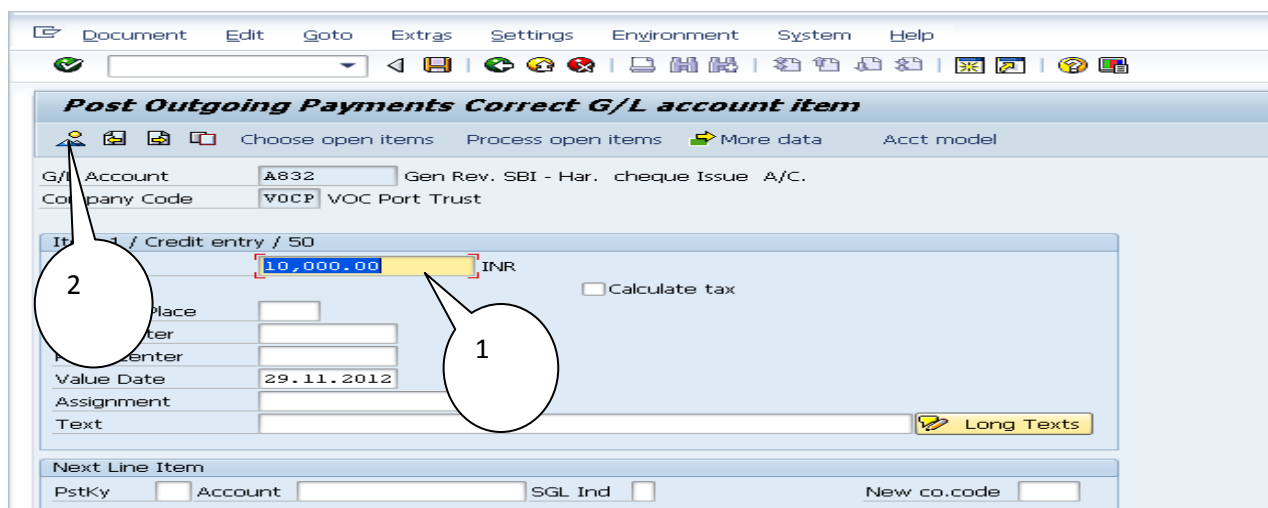 Document Edit Goto Extras Settings Environment System Help
Post Outgoing Payments Correct G/L account item
Choose open items Process open items More data Acct model
G/L Account A832 Gen Rev. SBI - Har. cheque Issue A/C.
Company Code VOCP VOC Port Trust
1 / Credit entry / 50
10,000.00 INR
2
Calculate tax
Place
1
Value Date 29.11.2012
Assignment
Text Long Texts
Next Line Item
PstKy Account SGL Ind New co.code